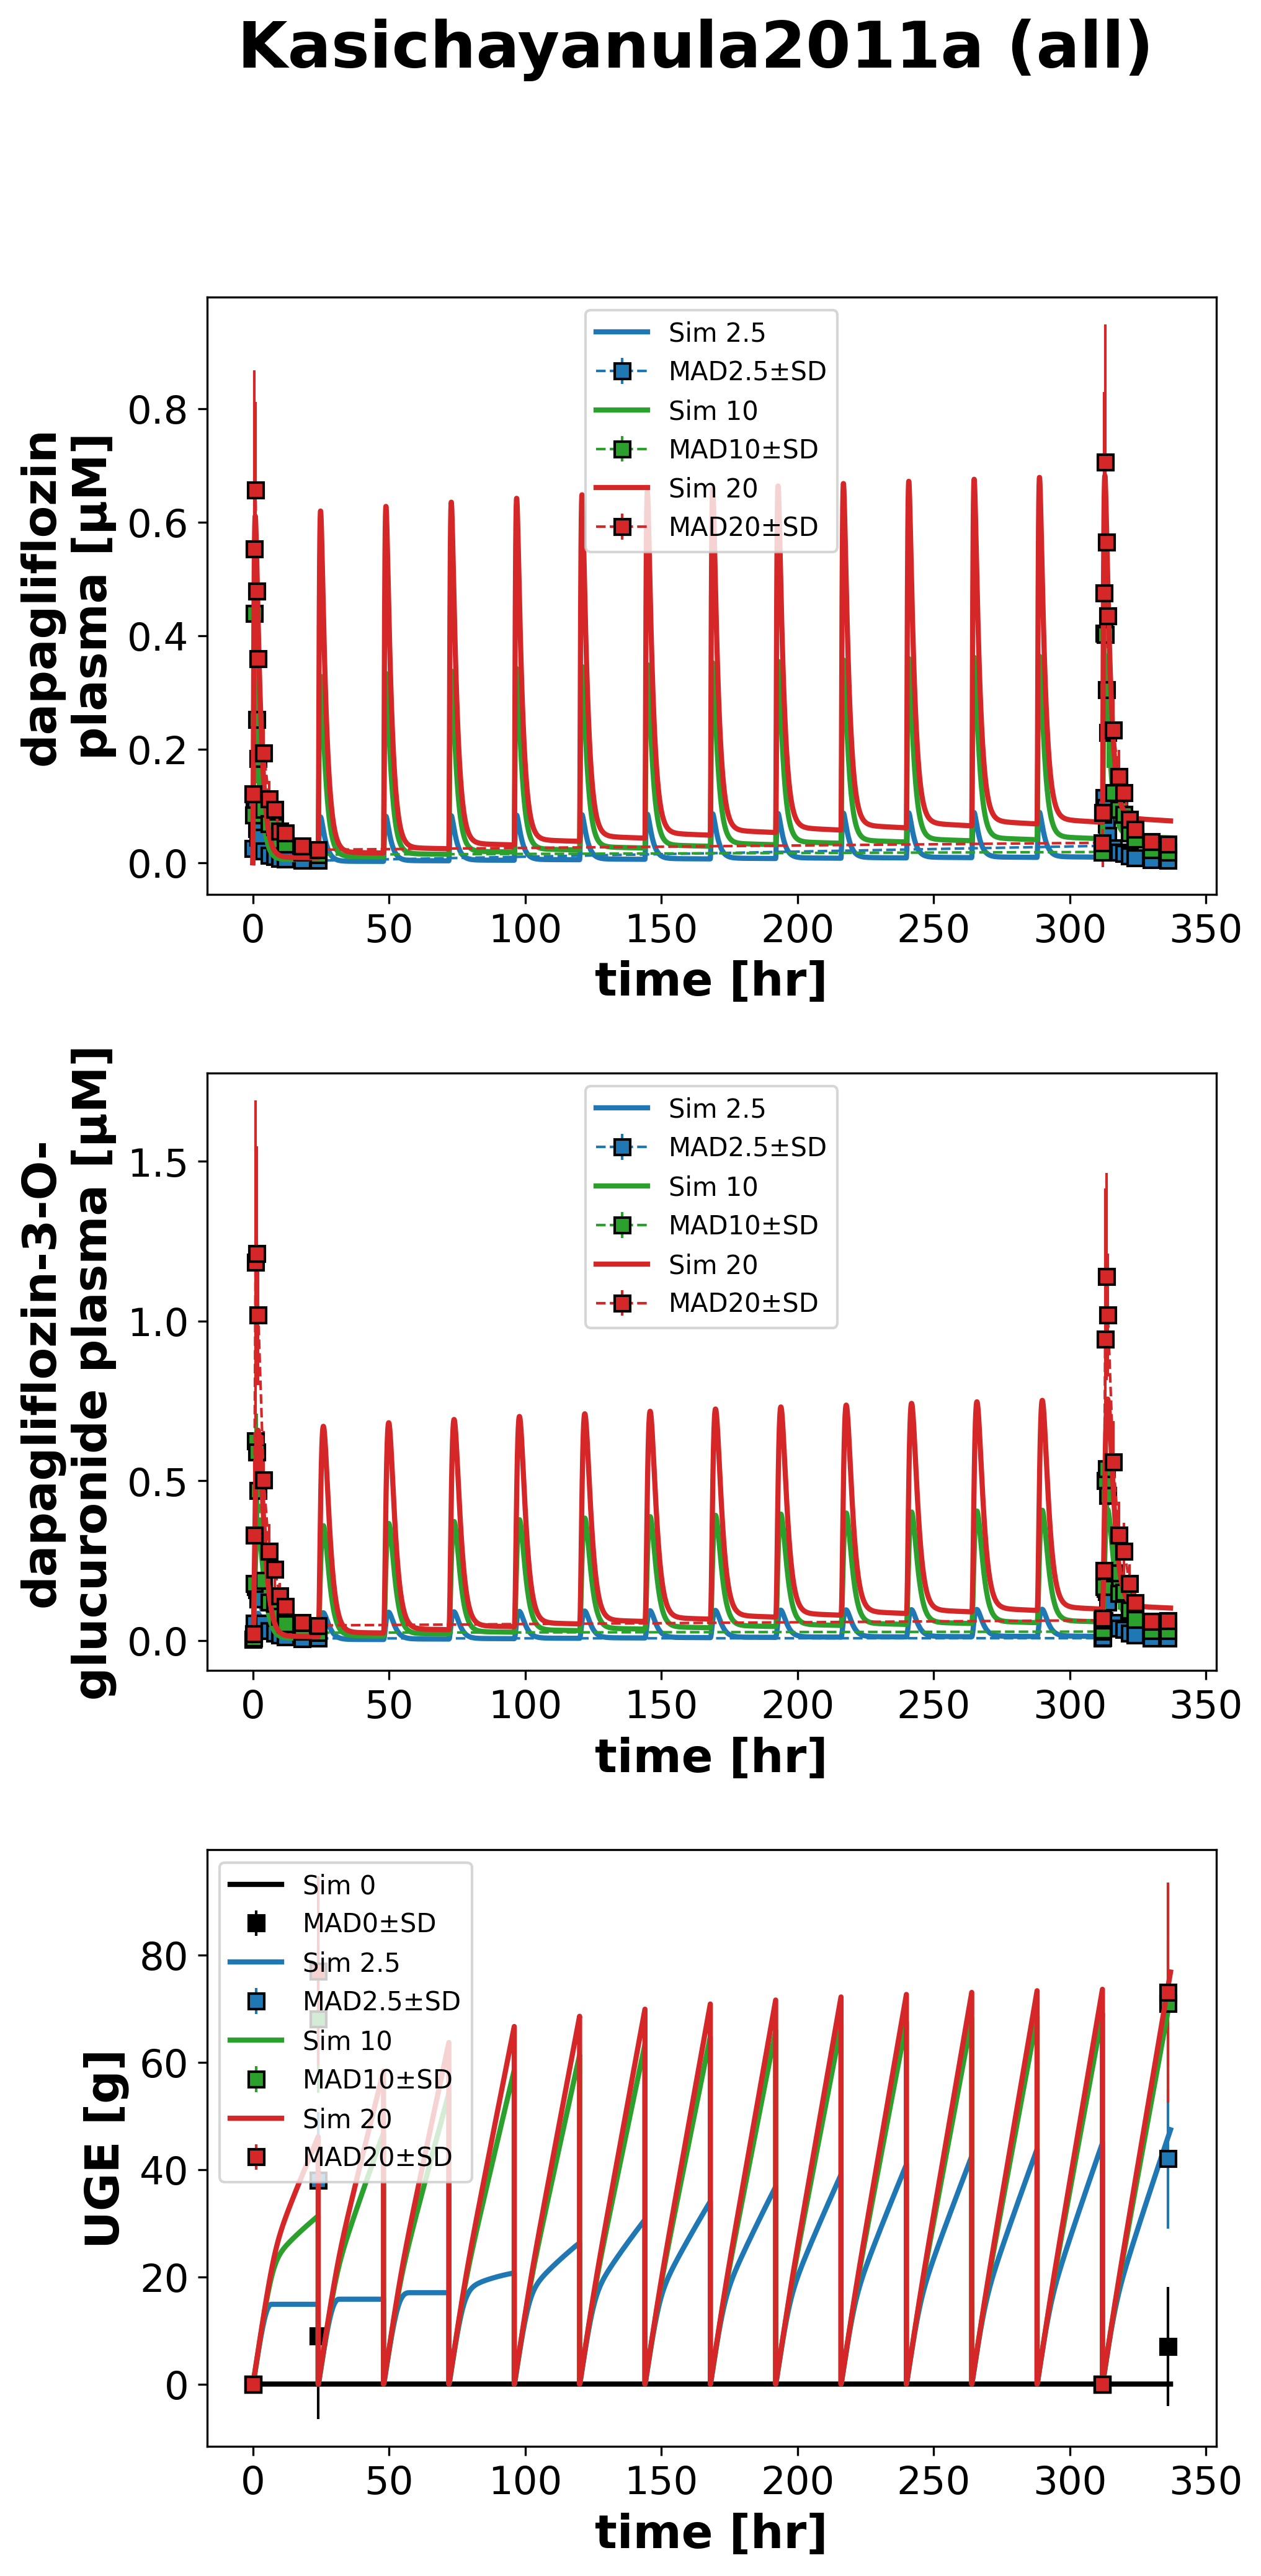 Kasichayanula2011a (all)
dapagliflozin
plasma [µM]
0.8
0.6
0.4
0.2
0.0
Sim 2.5
MAD2.5±SD
Sim 10
MAD10±SD
Sim 20
MAD20±SD
0 50 100 150 200 250 300 350
time [hr]
dapagliflozin-3-O-
glucuronide plasma [µM]
1.5
1.0
0.5
0.0
Sim 2.5
MAD2.5±SD
Sim 10
MAD10±SD
Sim 20
MAD20±SD
0 50 100 150 200 250 300 350
time [hr]
UGE [g]
80
60
40
20
0
Sim 0
MAD0±SD
Sim 2.5
MAD2.5±SD
Sim 10
MAD10±SD
Sim 20
MAD20±SD
0 50 100 150 200 250 300 350
time [hr]